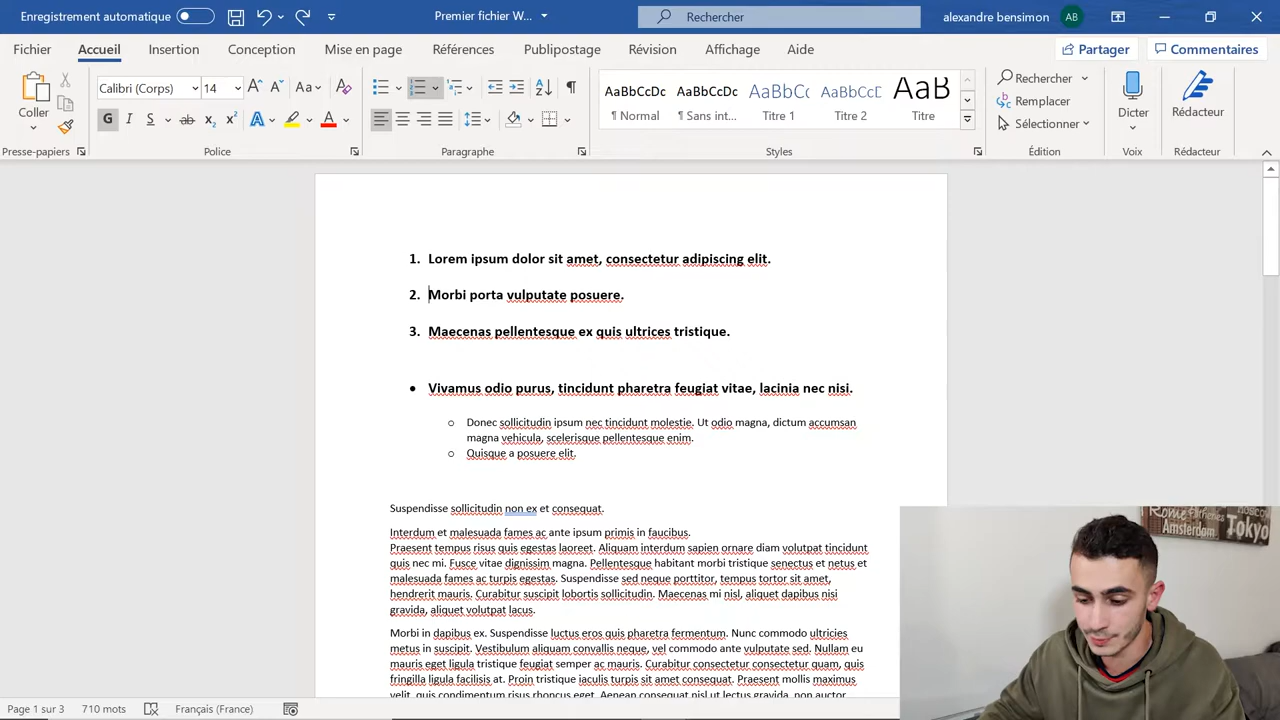 Enregistrement automatique
Premier fichier W...
Rechercher
alexandre bensimon
AB
Fichier
Accueil
Insertion
Conception
Mise en page
Références
Publipostage
Révision
Affichage
Aide
Partager
Commentaires
Coller
Presse-papiers
Calibri (Corps)
14
Aa
G
I
S
ab
x₂
x²
A
A
Police
Paragraphe
AaBbCcDc
¶ Normal
AaBbCcDc
¶ Sans int...
AaBbCc
Titre 1
AaBbCcD
Titre 2
AaB
Titre
Styles
Rechercher
Remplacer
Sélectionner
Édition
Dicter
Voix
Rédacteur
Rédacteur
1. Lorem ipsum dolor sit amet, consectetur adipiscing elit.
2. Morbi porta vulputate posuere.
3. Maecenas pellentesque ex quis ultrices tristique.
• Vivamus odio purus, tincidunt pharetra feugiat vitae, lacinia nec nisi.
o Donec sollicitudin ipsum nec tincidunt molestie. Ut odio magna, dictum accumsan
magna vehicula, scelerisque pellentesque enim.
o Quisque a posuere elit.
Suspendisse sollicitudin non ex et consequat.
Interdum et malesuada fames ac ante ipsum primis in faucibus.
Praesent tempus risus quis egestas laoreet. Aliquam interdum sapien ornare diam volutpat tincidunt
quis nec mi. Fusce vitae dignissim magna. Pellentesque habitant morbi tristique senectus et netus et
malesuada fames ac turpis egestas. Suspendisse sed neque porttitor, tempus tortor sit amet,
hendrerit mauris. Curabitur suscipit lobortis sollicitudin. Maecenas mi nisl, aliquet dapibus nisi
gravida, aliquet volutpat lacus.
Morbi in dapibus ex. Suspendisse luctus eros quis pharetra fermentum. Nunc commodo ultricies
metus in suscipit. Vestibulum aliquam convallis neque, vel commodo ante vulputate sed. Nullam eu
mauris eget ligula tristique feugiat semper ac mauris. Curabitur consectetur consectetur quam, quis
fringilla ligula facilisis at. Proin tristique iaculis turpis sit amet consequat. Praesent mollis maximus
velit, quis condimentum risus rhoncus eget. Aenean consequat nisl ut lectus gravida, non auctor
Rome
Amsterdam.
Tokyo
Page 1 sur 3
710 mots
Français (France)